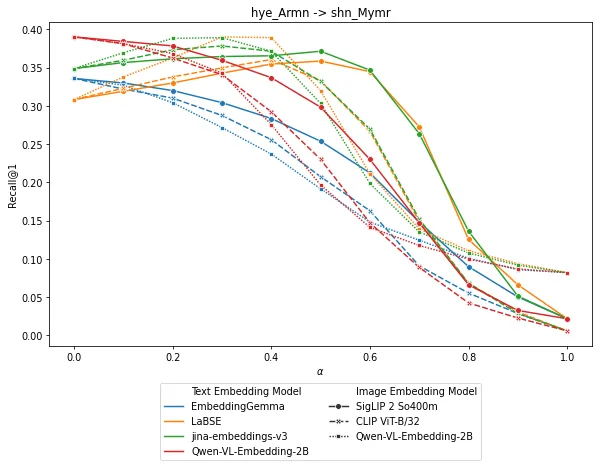 hye_Armn -> shn_Mymr
0.40
0.35
0.30
0.25
0.20
0.15
0.10
0.05
0.00
Recall@1
0.0 0.2 0.4 0.6 0.8 1.0
α
Text Embedding Model Image Embedding Model
EmbeddingGemma SigLIP 2 So400m
LaBSE CLIP ViT-B/32
jina-embeddings-v3 Qwen-VL-Embedding-2B
Qwen-VL-Embedding-2B